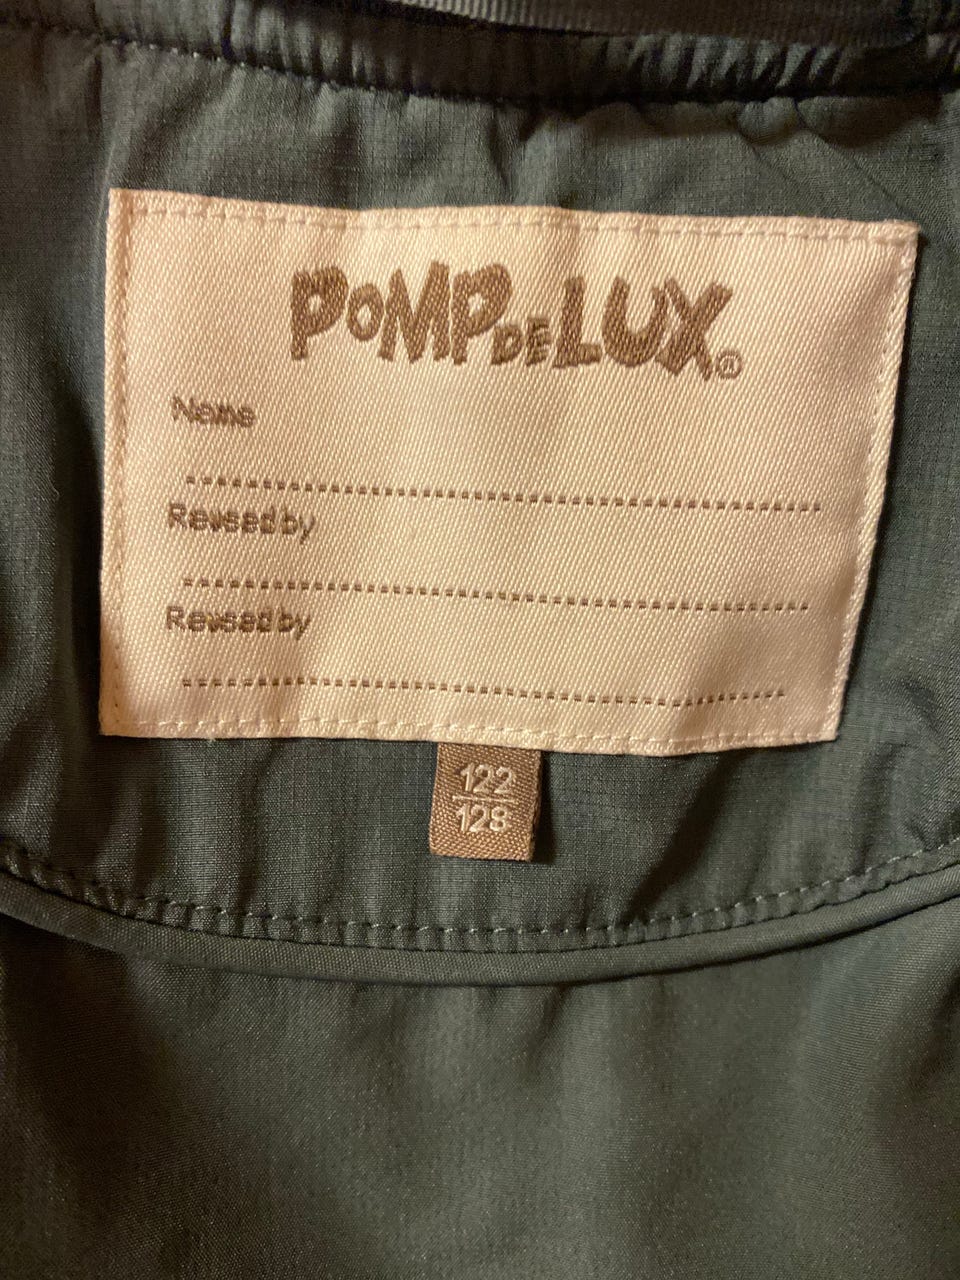 POMPDELUX®
Name
Reused by
Reused by
122
128